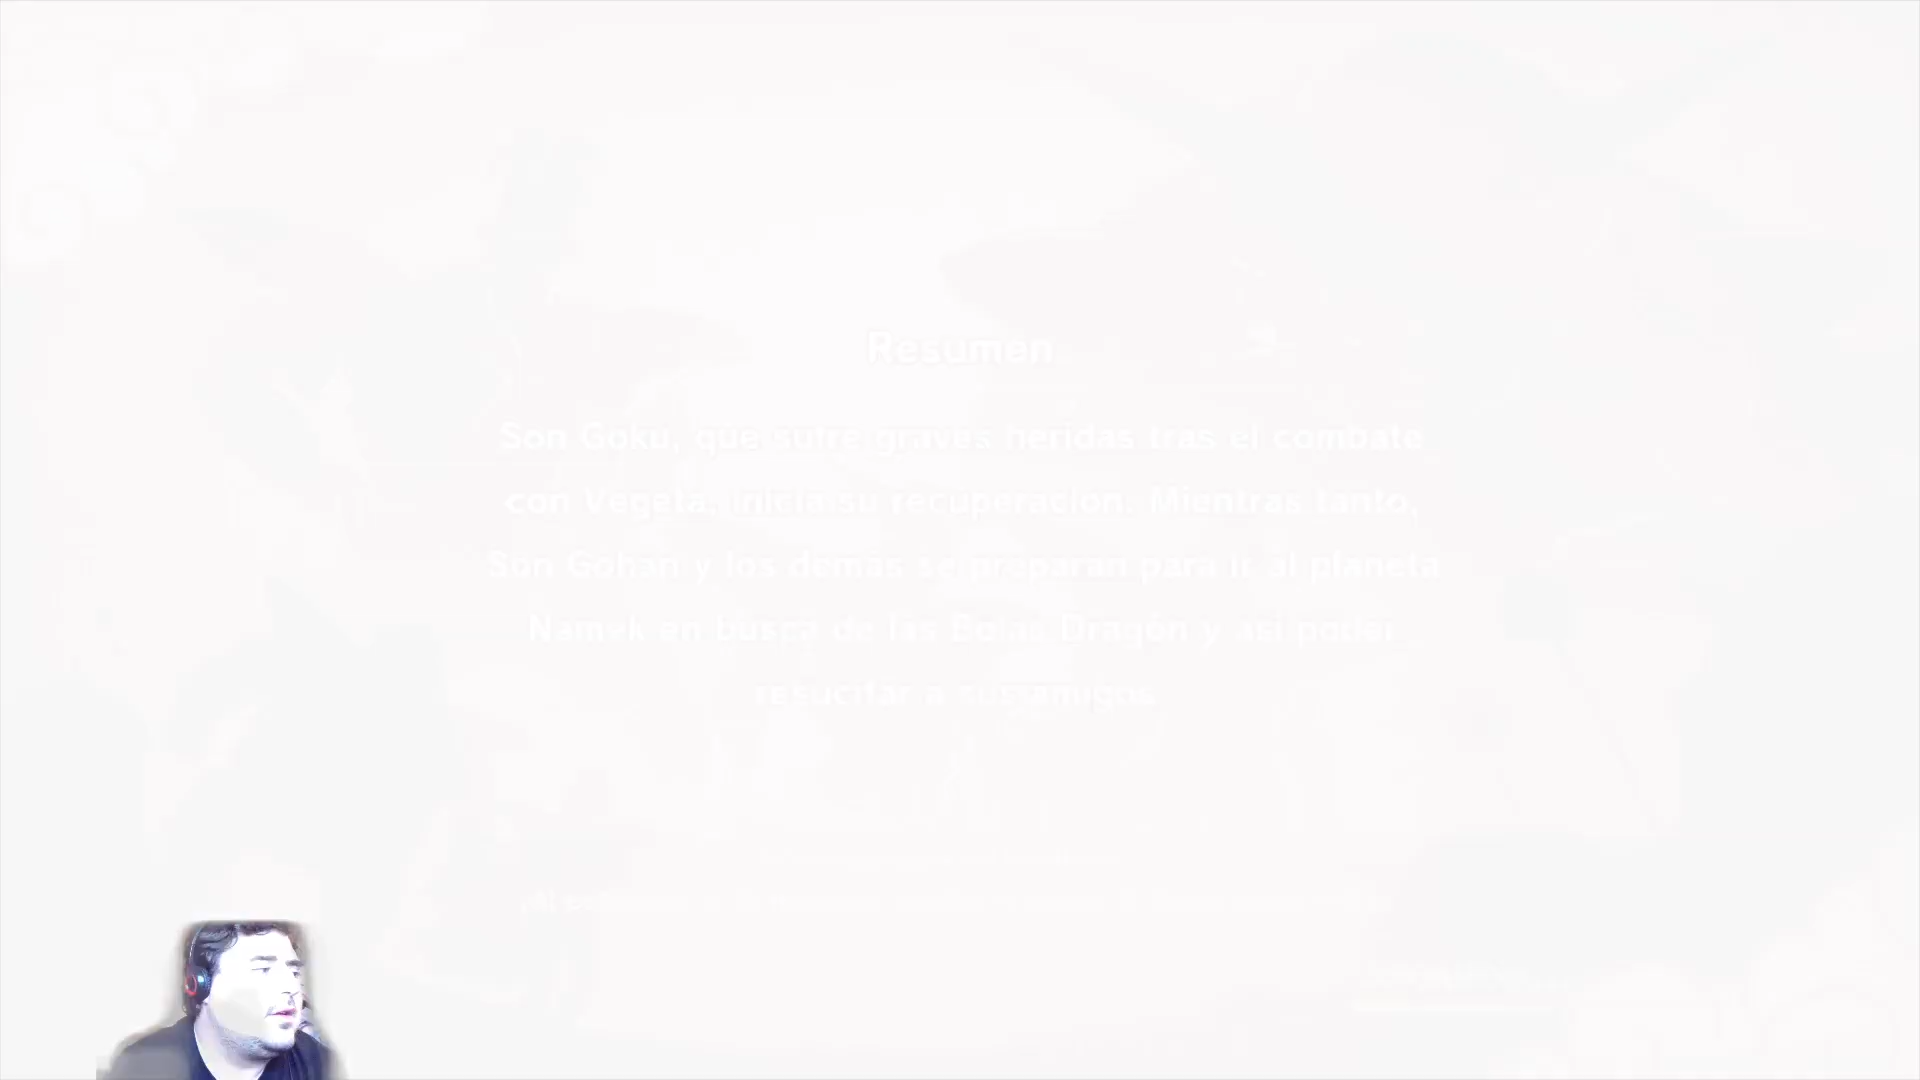 Resumen
Son Goku, que sufre graves heridas tras el combate
con Vegeta, inicia su recuperación. Mientras tanto,
Son Gohan y los demás se preparan para ir al planeta
Namek en busca de las Bolas Dragón y así poder
resucitar a sus amigos.